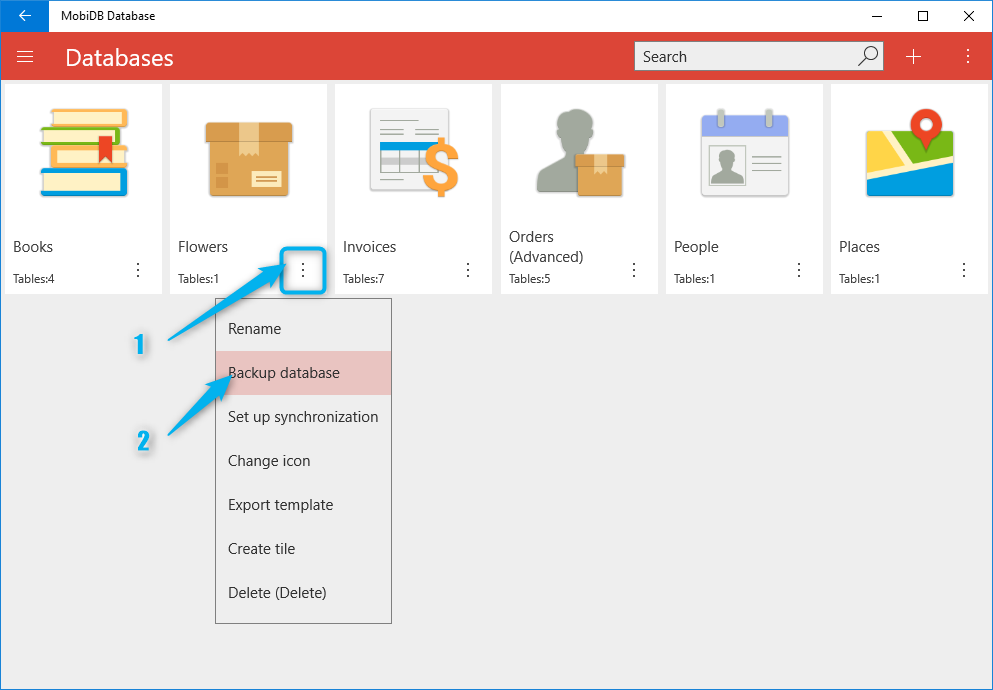 MobiDB Database
Databases
Search
Books
Tables:4
Flowers
Tables:1
Invoices
Tables:7
Orders
(Advanced)
Tables:5
People
Tables:1
Places
Tables:1
1
2
Rename
Backup database
Set up synchronization
Change icon
Export template
Create tile
Delete (Delete)